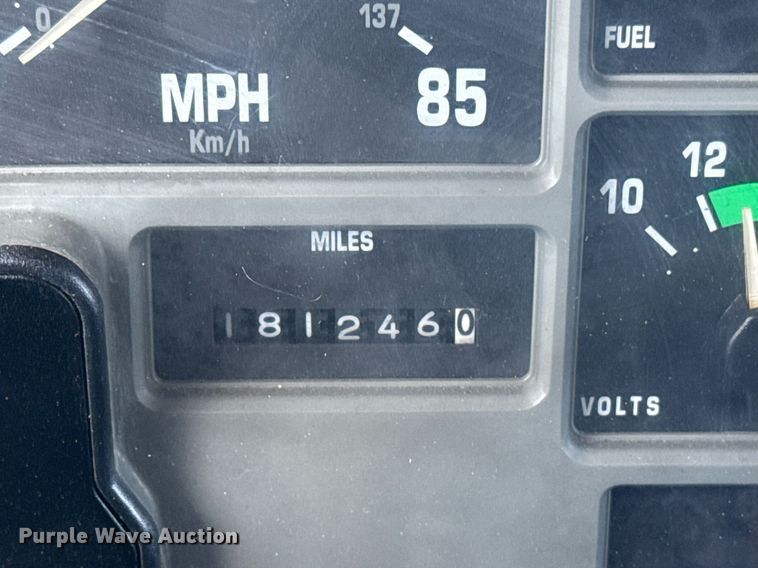 0
137
MPH
Km/h
85
FUEL
10
12
MILES
1812460
VOLTS
Purple Wave Auction